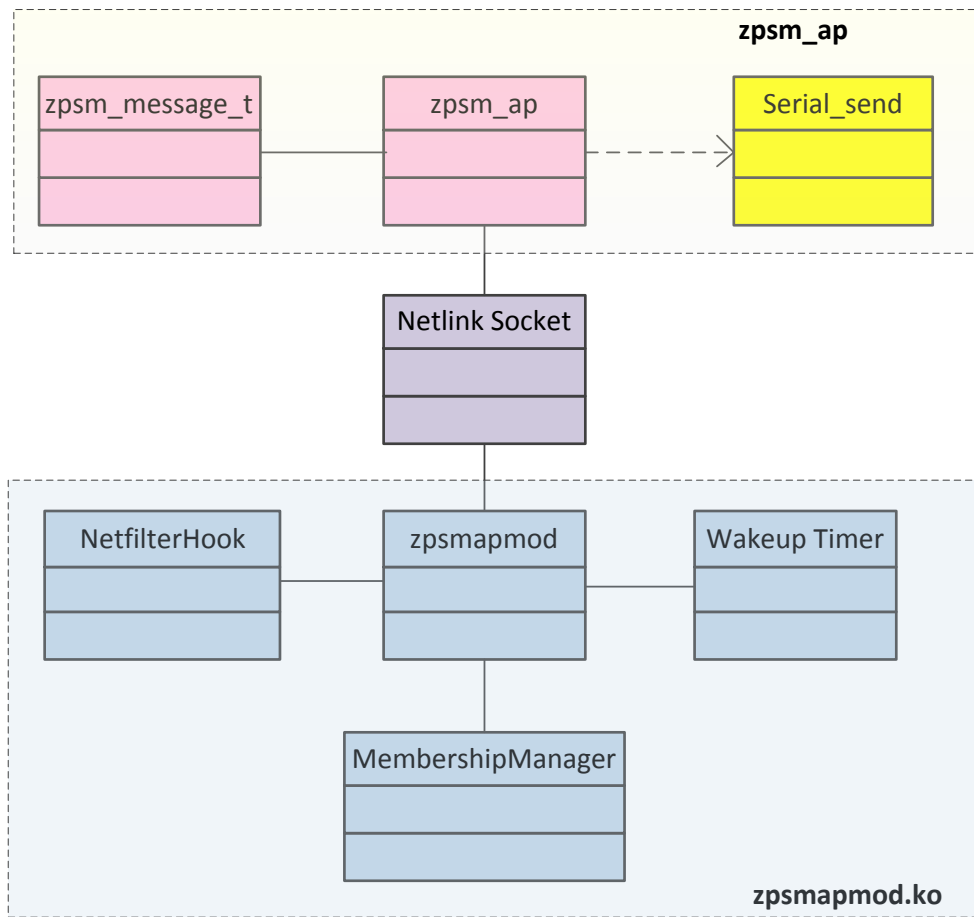 zpsm_ap
zpsm_message_t
zpsm_ap
Serial_send
Netlink Socket
NetfilterHook
zpsmapmod
Wakeup Timer
MembershipManager
zpsmapmod.ko